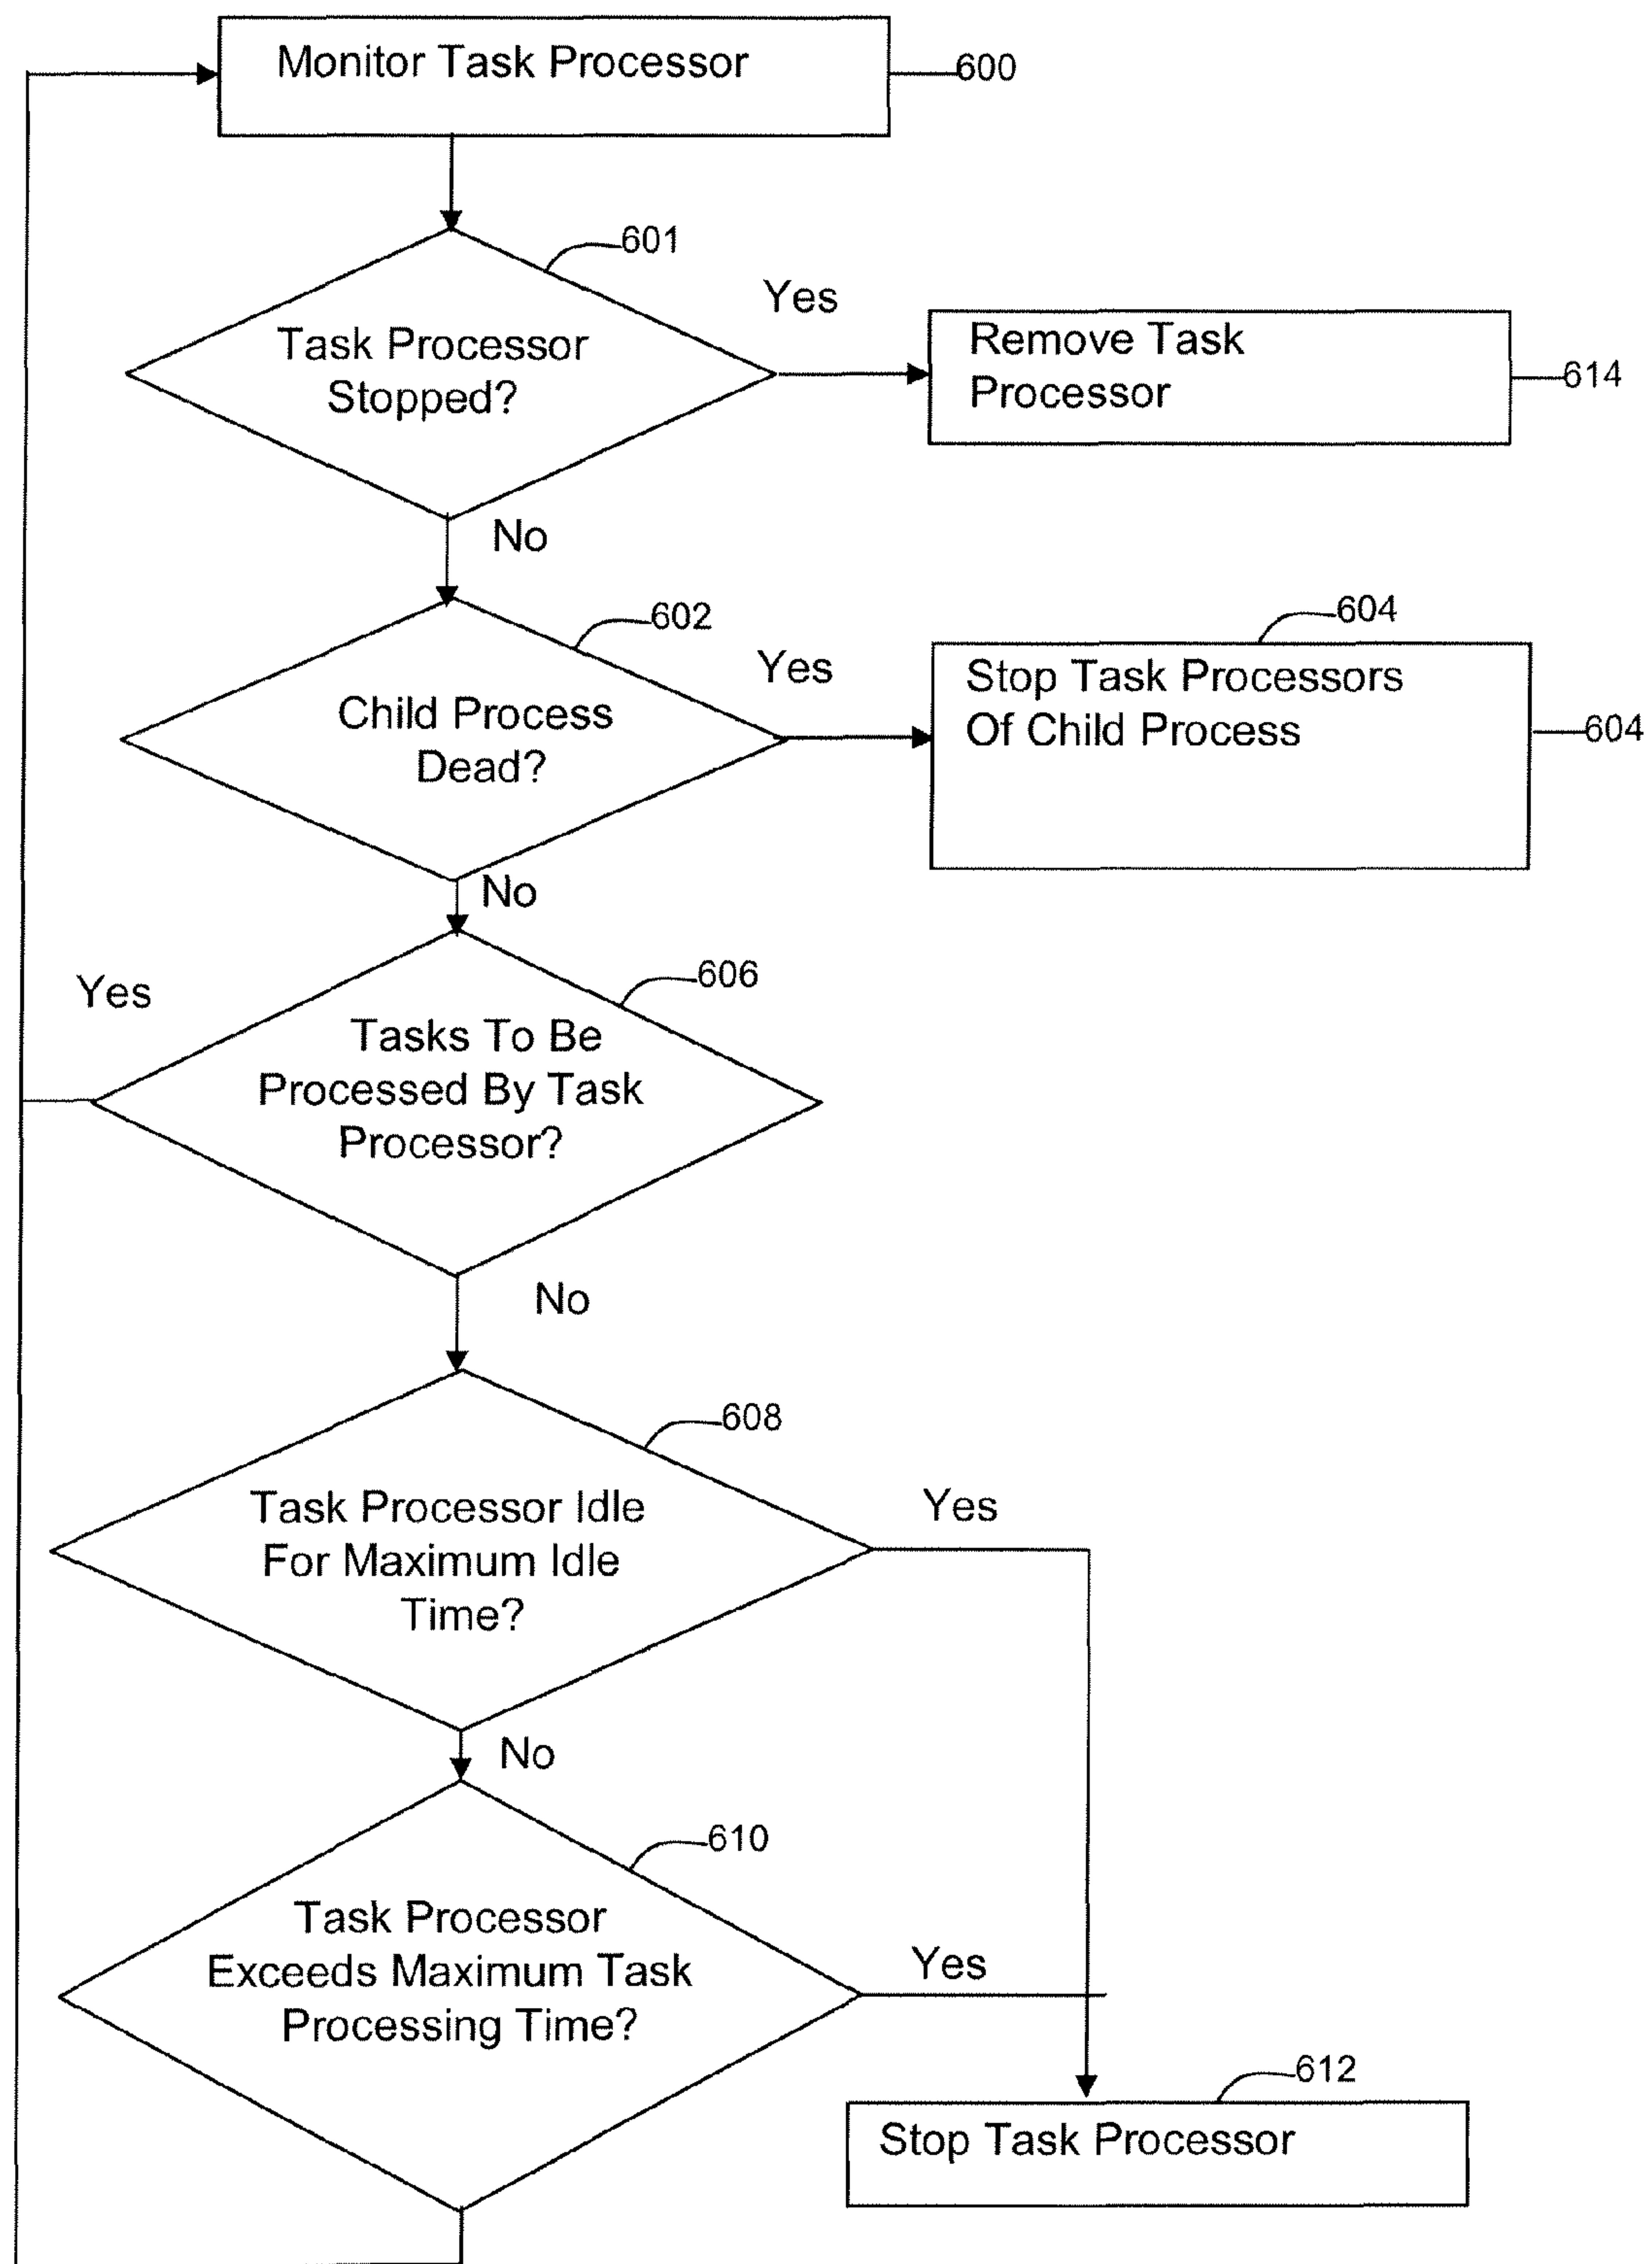 Monitor Task Processor
600
601
Yes
Task Processor
Stopped?
Remove Task
Processor
614
No
602
604
Yes
Stop Task Processors
Of Child Process
604
Child Process
Dead?
No
606
Yes
Tasks To Be
Processed By Task
Processor?
No
608
Yes
Task Processor Idle
For Maximum Idle
Time?
No
610
Task Processor
Exceeds Maximum Task
Processing Time?
Yes
612
Stop Task Processor